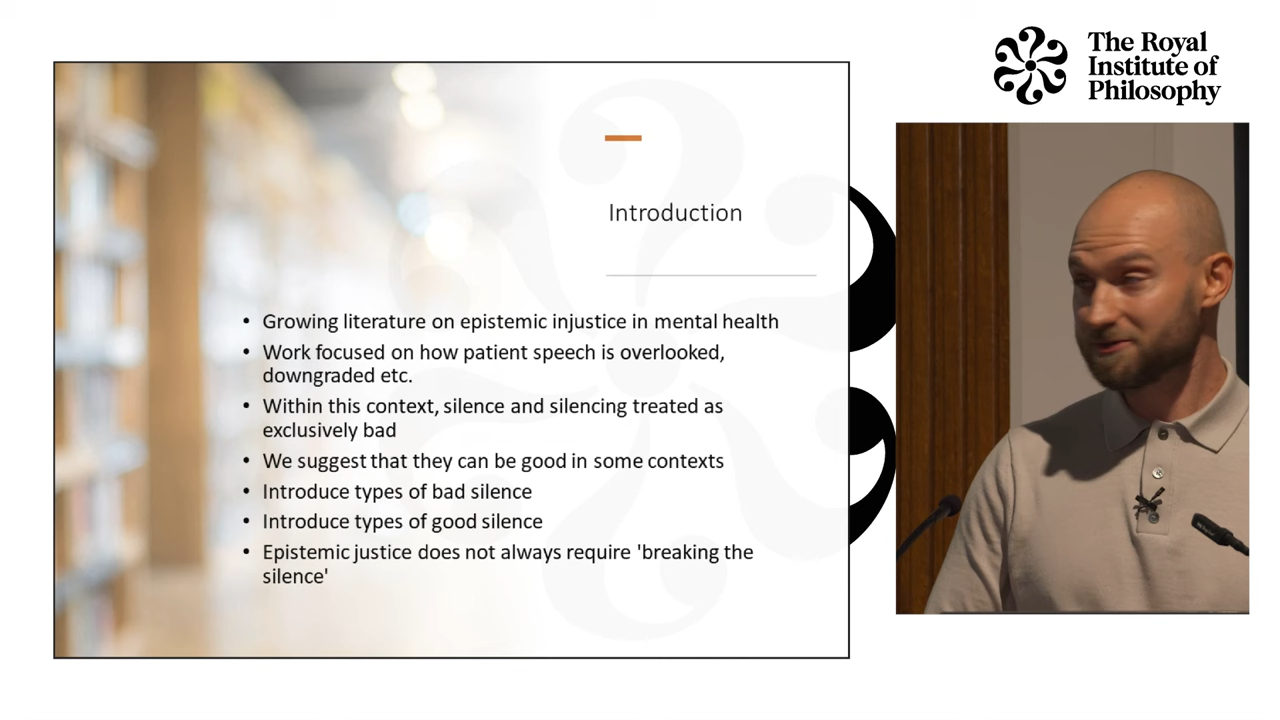 The Royal
Institute of
Philosophy
Introduction
• Growing literature on epistemic injustice in mental health
• Work focused on how patient speech is overlooked,
downgraded etc.
• Within this context, silence and silencing treated as
exclusively bad
• We suggest that they can be good in some contexts
• Introduce types of bad silence
• Introduce types of good silence
• Epistemic justice does not always require 'breaking the
silence'